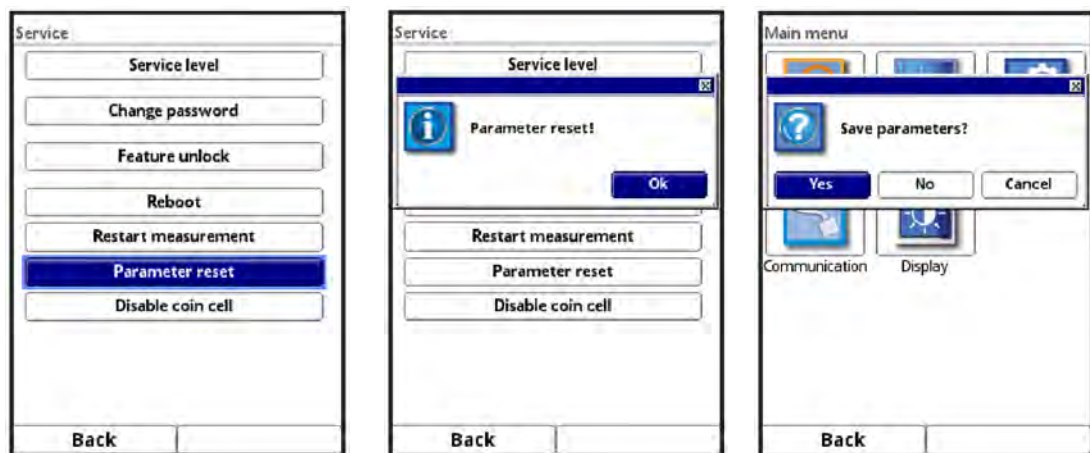 Service
Service level
Change password
Feature unlock
Reboot
Restart measurement
Parameter reset
Disable coin cell
Back
Service
Service level
Parameter reset!
Ok
Restart measurement
Parameter reset
Disable coin cell
Back
Main menu
Save parameters?
Yes No Cancel
Communication Display
Back